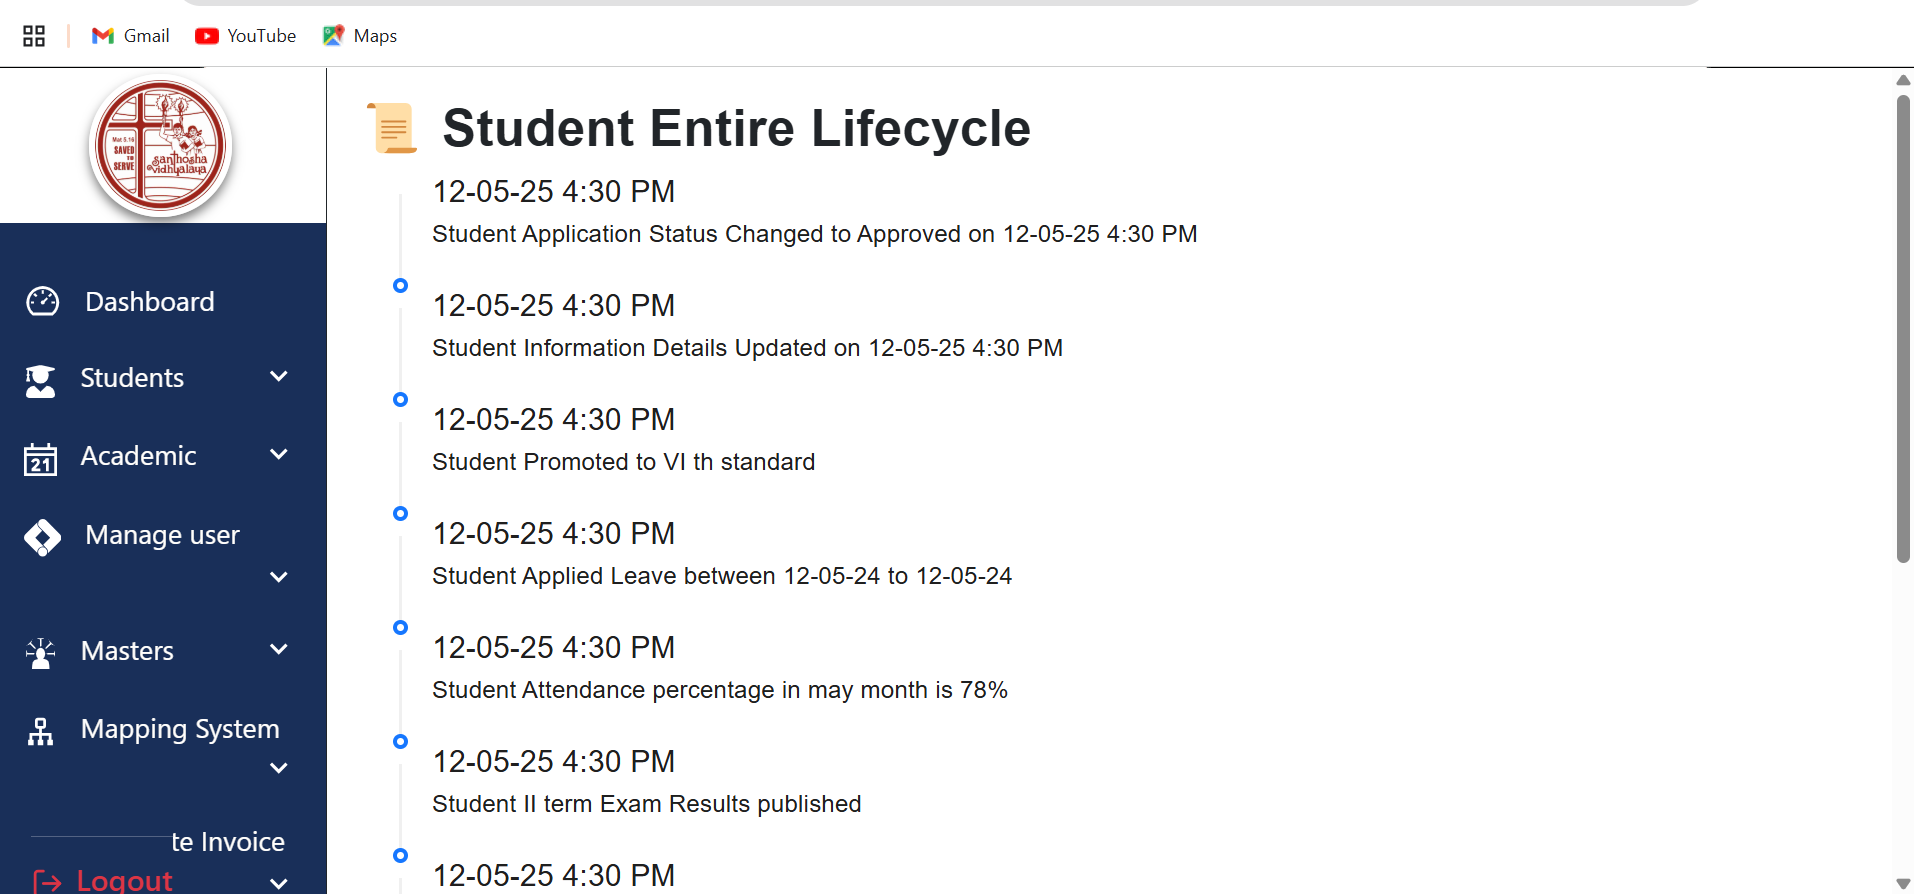 Gmail
YouTube
Maps
Mat 5.16
SAVED
TO
SERVE
Santhosha
Vidhyalaya
Dashboard
Students
Academic
21
Manage user
Masters
Mapping System
te Invoice
Logout
Student Entire Lifecycle
12-05-25 4:30 PM
Student Application Status Changed to Approved on 12-05-25 4:30 PM
12-05-25 4:30 PM
Student Information Details Updated on 12-05-25 4:30 PM
12-05-25 4:30 PM
Student Promoted to VI th standard
12-05-25 4:30 PM
Student Applied Leave between 12-05-24 to 12-05-24
12-05-25 4:30 PM
Student Attendance percentage in may month is 78%
12-05-25 4:30 PM
Student II term Exam Results published
12-05-25 4:30 PM